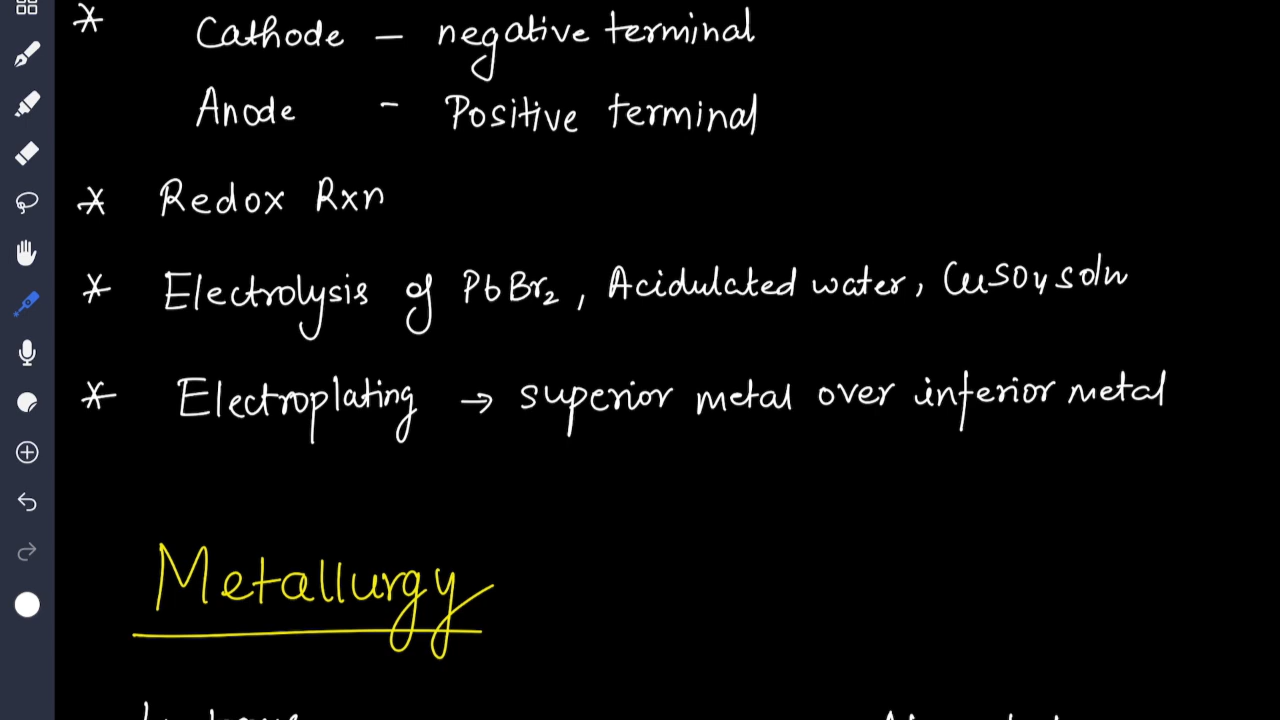 * Cathode – negative terminal
Anode - Positive terminal
* Redox Rxn
* Electrolysis of PbBr₂, Acidulated water, CuSO4 soln
* Electroplating → superior metal over inferior metal
Metallurgy